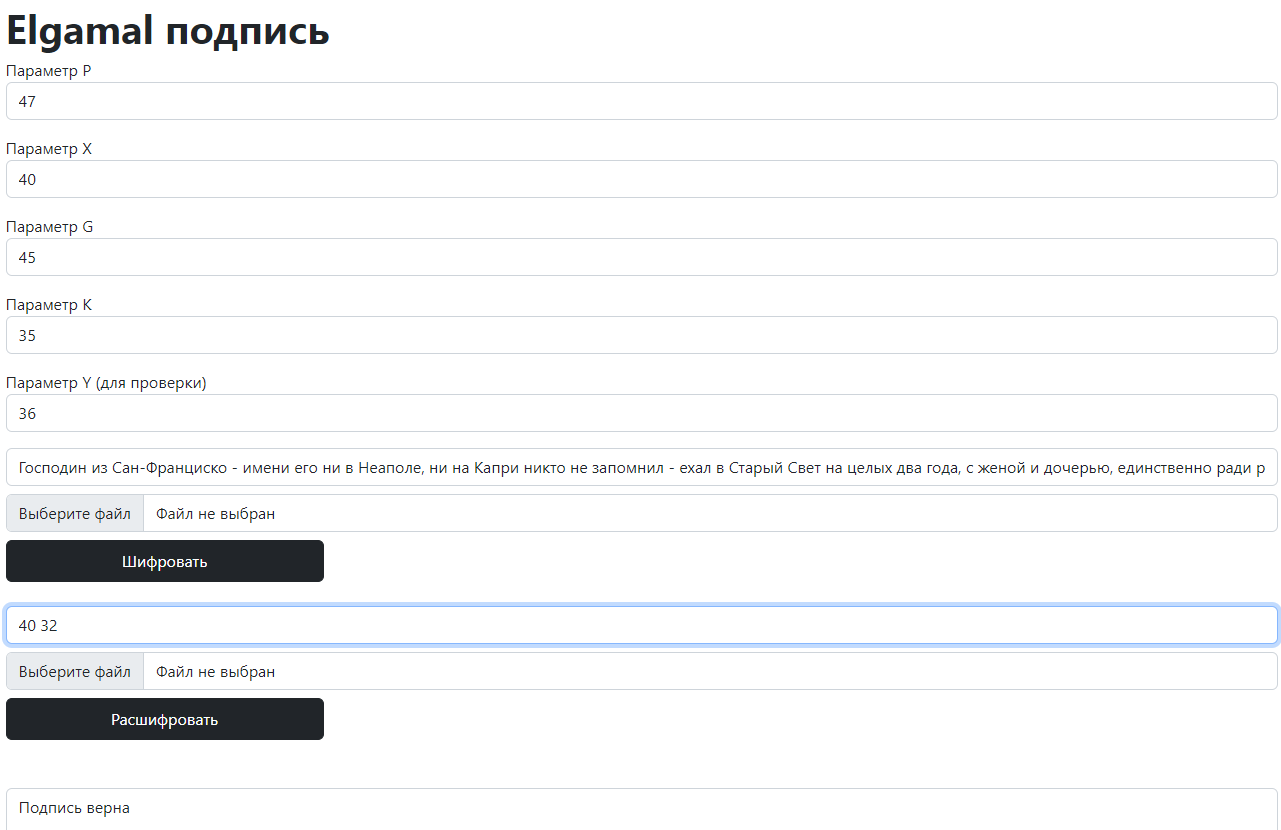 Elgamal подпись
Параметр P
47
Параметр X
40
Параметр G
45
Параметр К
35
Параметр Y (для проверки)
36
Господин из Сан-Франциско - имени его ни в Неаполе, ни на Капри никто не запомнил - ехал в Старый Свет на целых два года, с женой и дочерью, единственно ради р
Выберите файл Файл не выбран
Шифровать
40 32
Выберите файл Файл не выбран
Расшифровать
Подпись верна